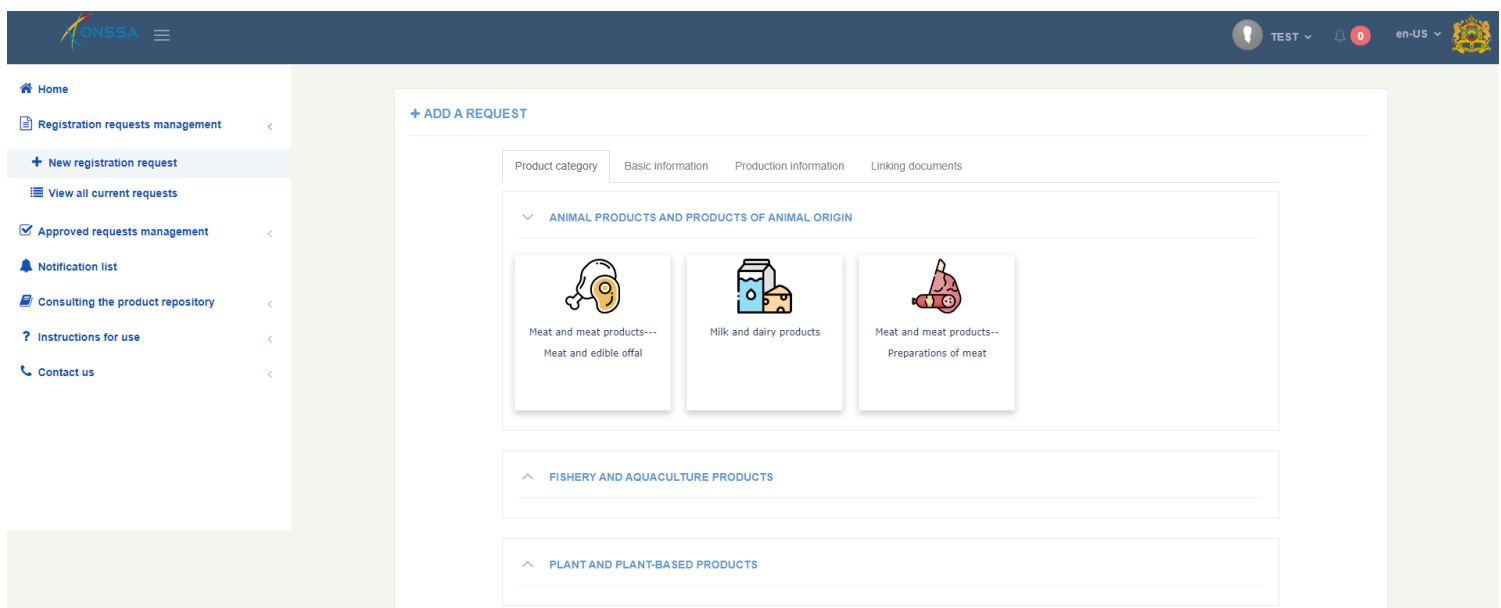 ONSSA
TEST
0
en-US
Home
Registration requests management
New registration request
View all current requests
Approved requests management
Notification list
Consulting the product repository
Instructions for use
Contact us
+ ADD A REQUEST
Product category
Basic information
Production information
Linking documents
ANIMAL PRODUCTS AND PRODUCTS OF ANIMAL ORIGIN
Meat and meat products---
Meat and edible offal
Milk and dairy products
Meat and meat products--
Preparations of meat
FISHERY AND AQUACULTURE PRODUCTS
PLANT AND PLANT-BASED PRODUCTS